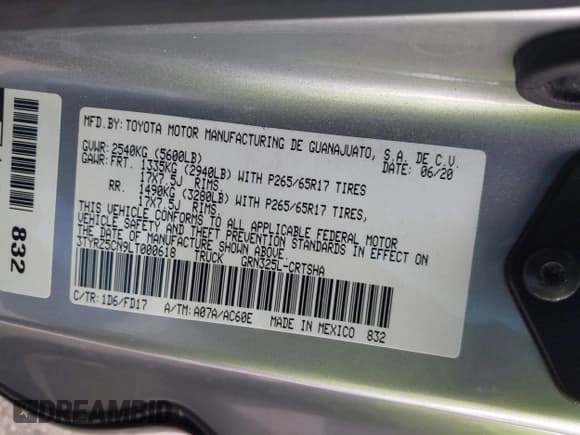 MFD.BY: TOYOTA MOTOR MANUFACTURING DE GUANAJUATO, S.A. DE C.V.
GVWR: 2540KG (5600LB) DATE: 06/20
GAWR: FRT. 1335KG (2940LB) WITH P265/65R17 TIRES
17X7.5J RIMS
RR. 1490KG (3280LB) WITH P265/65R17 TIRES,
17X7.5J RIMS,
THIS VEHICLE CONFORMS TO ALL APPLICABLE FEDERAL MOTOR
VEHICLE SAFETY AND THEFT PREVENTION STANDARDS IN EFFECT ON
THE DATE OF MANUFACTURE SHOWN ABOVE.
3TYRZ5CN9LT000618 TRUCK GRN325L-CRTSHA
C/TR: 1D6/FD17 A/TM: A07A/AC60E MADE IN MEXICO 832
832
DREAMBID